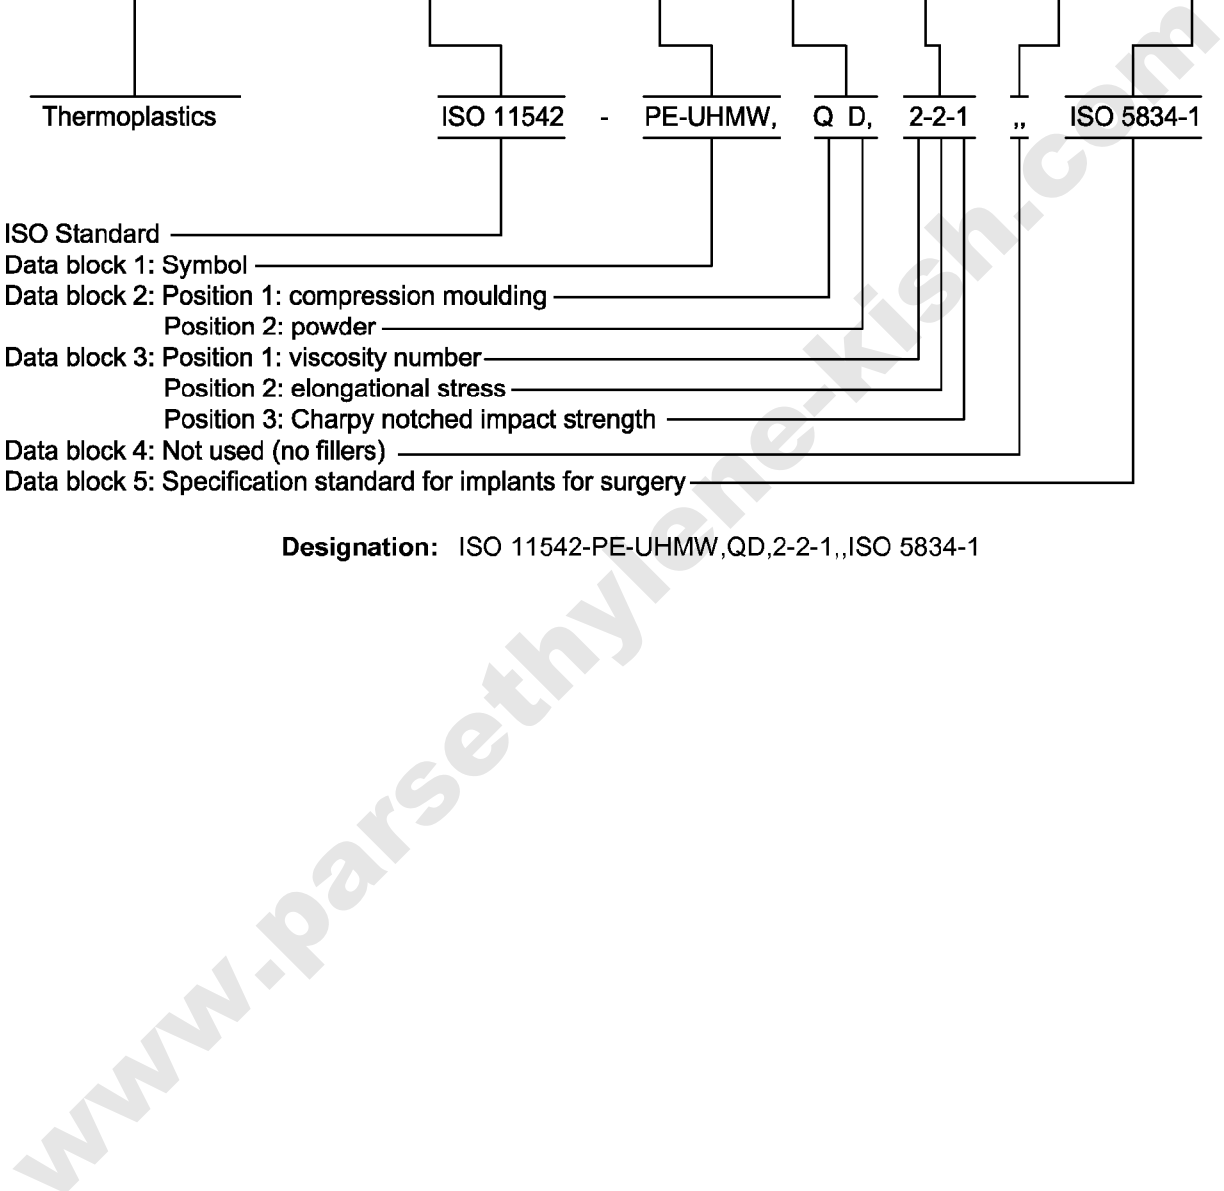 Thermoplastics ISO 11542 - PE-UHMW, Q D, 2-2-1 ,, ISO 5834-1
ISO Standard
Data block 1: Symbol
Data block 2: Position 1: compression moulding
Position 2: powder
Data block 3: Position 1: viscosity number
Position 2: elongational stress
Position 3: Charpy notched impact strength
Data block 4: Not used (no fillers)
Data block 5: Specification standard for implants for surgery
Designation: ISO 11542-PE-UHMW,QD,2-2-1,,ISO 5834-1
www.parsethylene-kish.com